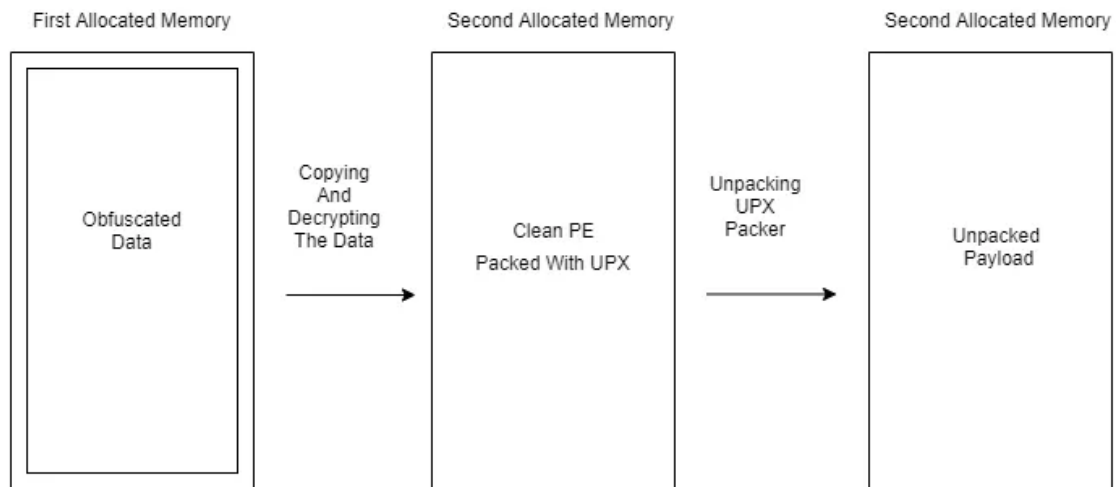 First Allocated Memory
Second Allocated Memory
Second Allocated Memory
Obfuscated
Data
Copying
And
Decrypting
The Data
Clean PE
Packed With UPX
Unpacking
UPX
Packer
Unpacked
Payload